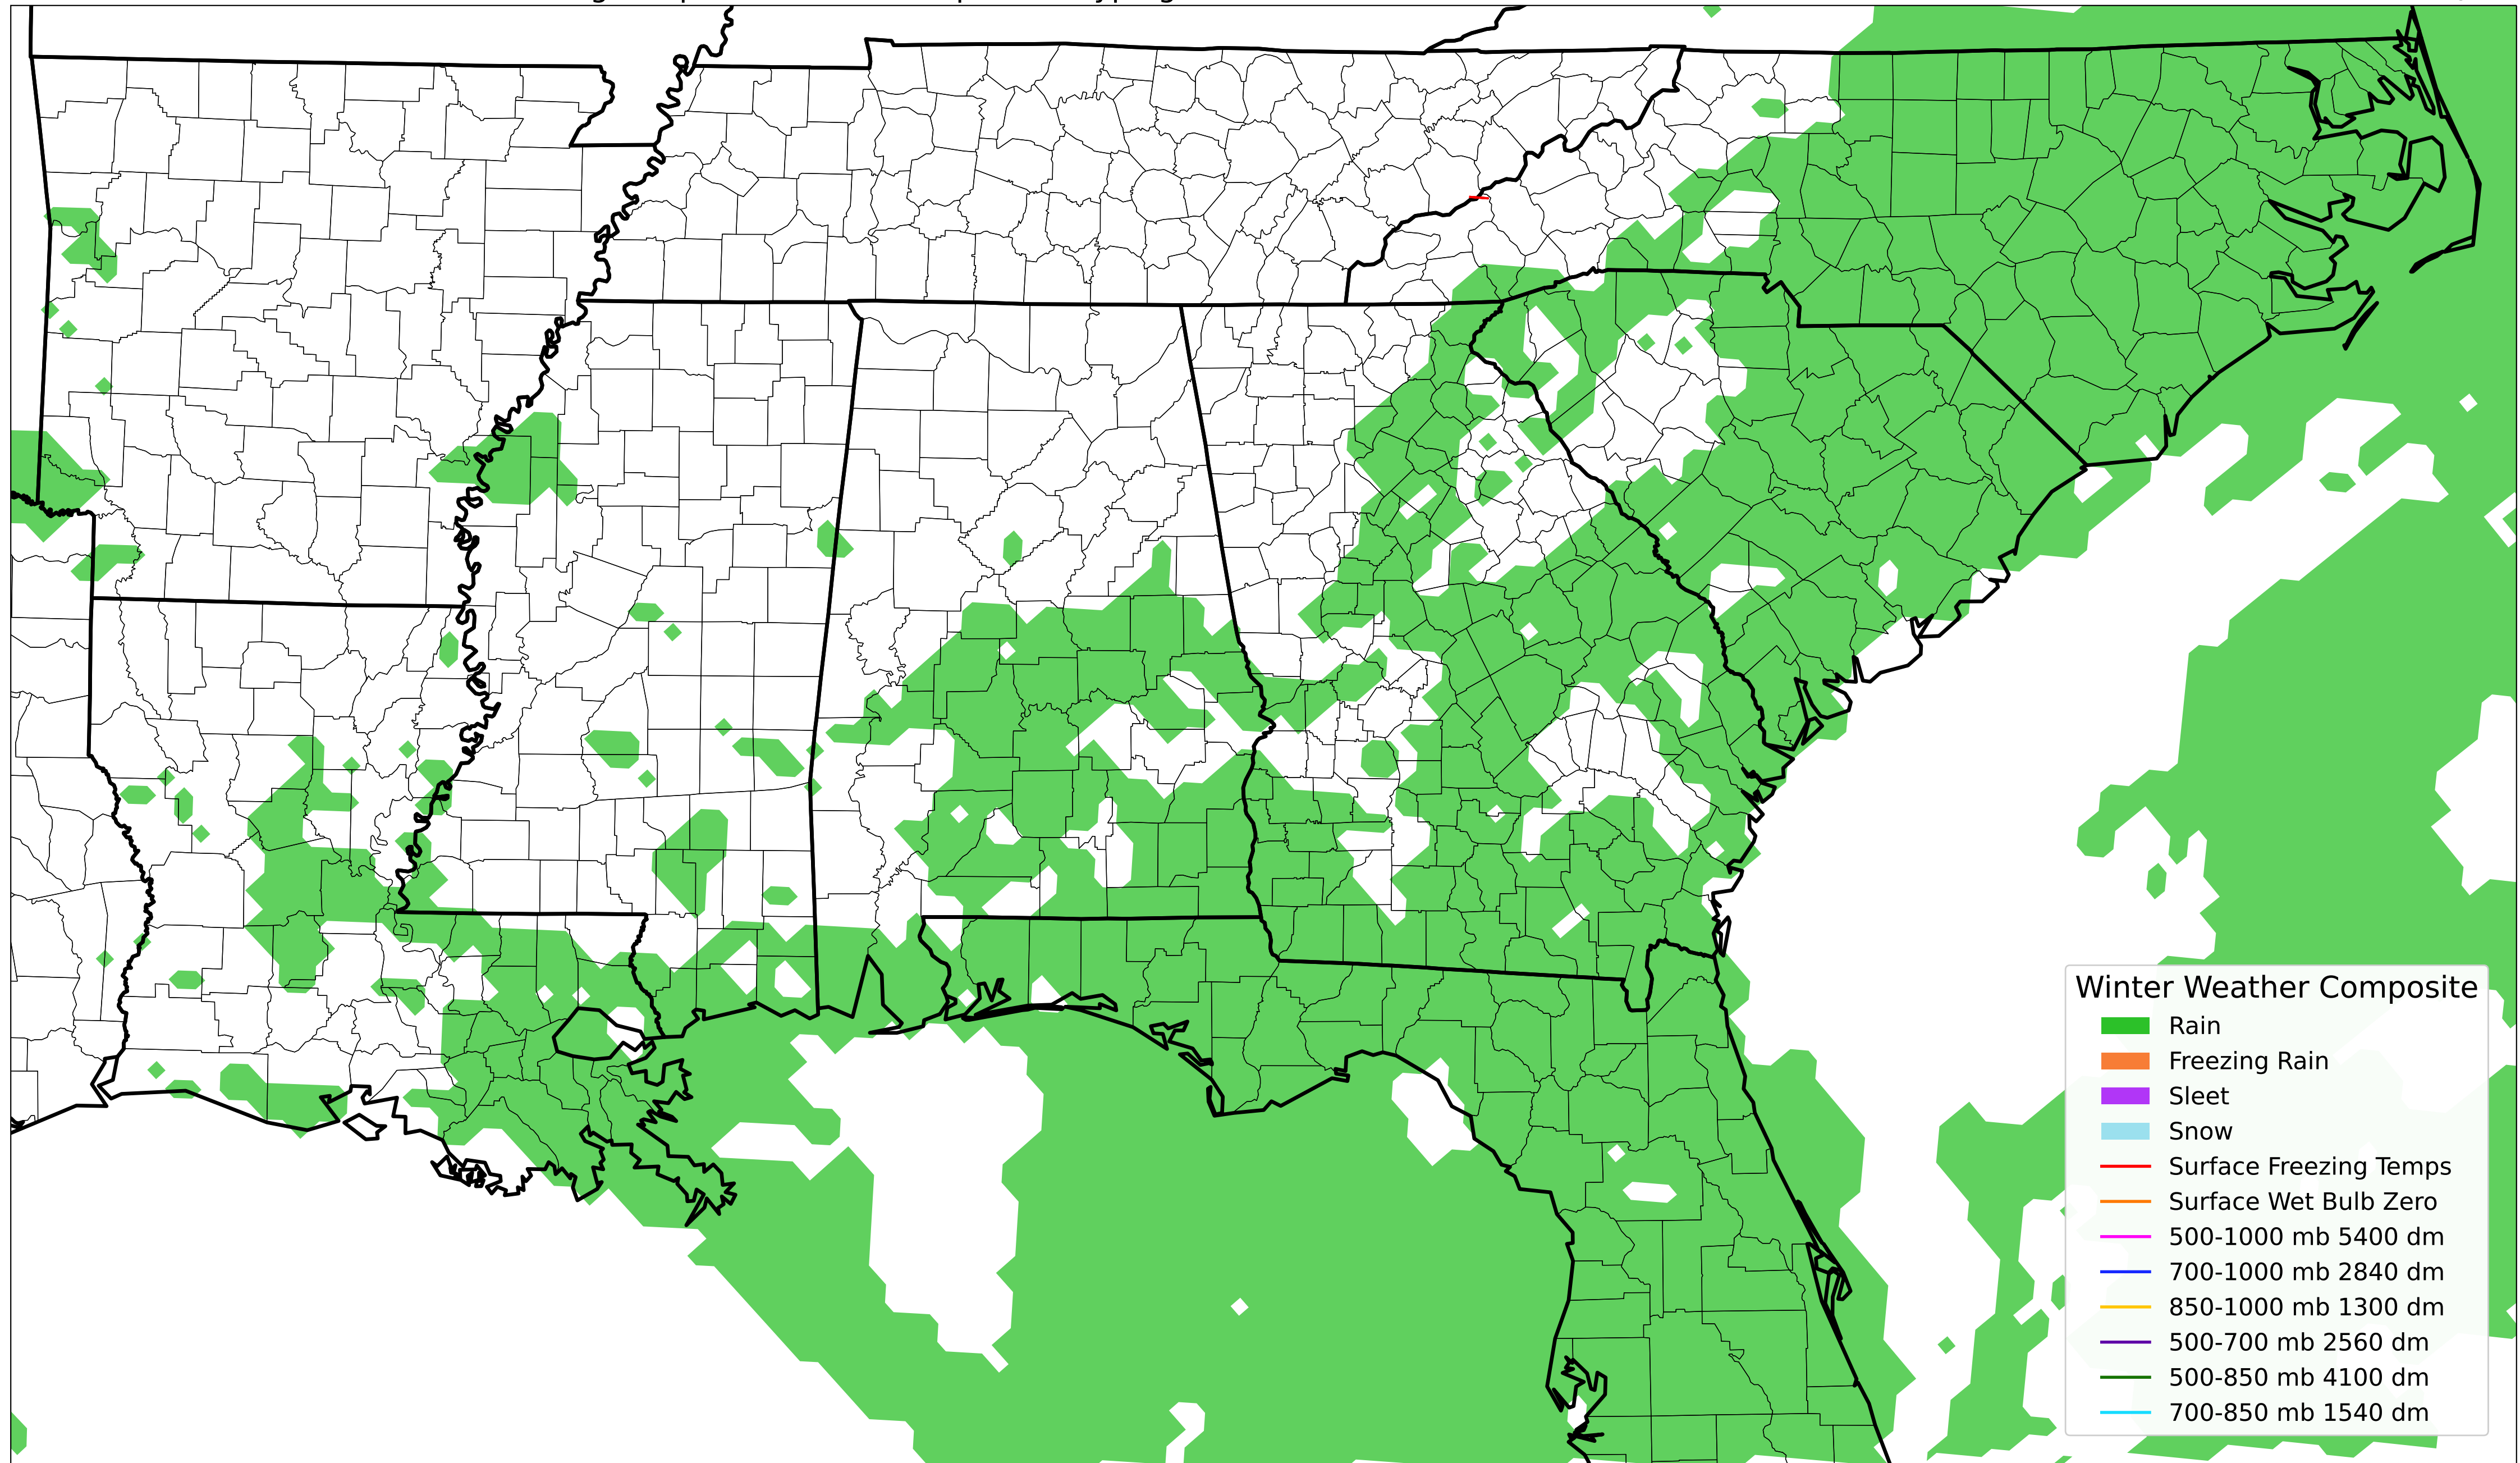 Winter Weather Composite
Rain
Freezing Rain
Sleet
Snow
Surface Freezing Temps
Surface Wet Bulb Zero
500-1000 mb 5400 dm
700-1000 mb 2840 dm
850-1000 mb 1300 dm
500-700 mb 2560 dm
500-850 mb 4100 dm
700-850 mb 1540 dm